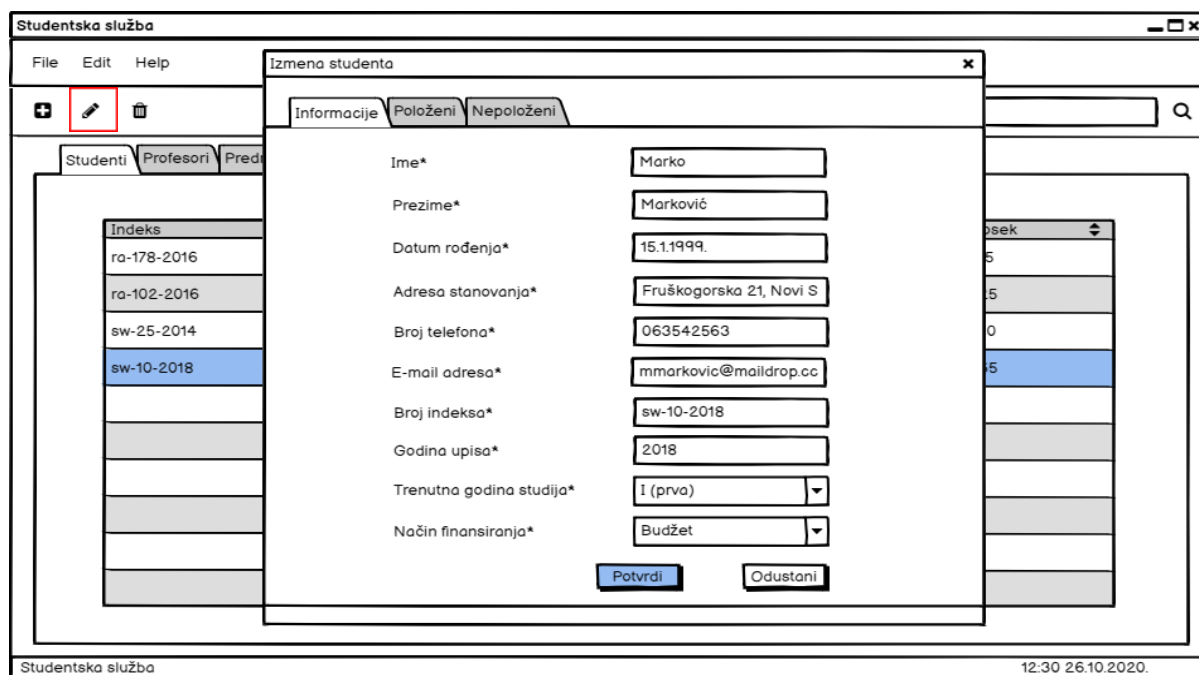 Studentska služba
File Edit Help
Izmena studenta
Informacije Položeni Nepoloženi
Studenti Profesori
Ime* Marko
Prezime* Marković
Datum rođenja* 15.1.1999.
Adresa stanovanja* Fruškogorska 21, Novi S
Broj telefona* 063542563
E-mail adresa* mmarkovic@maildrop.cc
Broj indeksa* sw-10-2018
Godina upisa* 2018
Trenutna godina studija* I (prva)
Način finansiranja* Budžet
Potvrdi Odustani
Indeks
ra-178-2016
ra-102-2016
sw-25-2014
sw-10-2018
Studentska služba 12:30 26.10.2020.